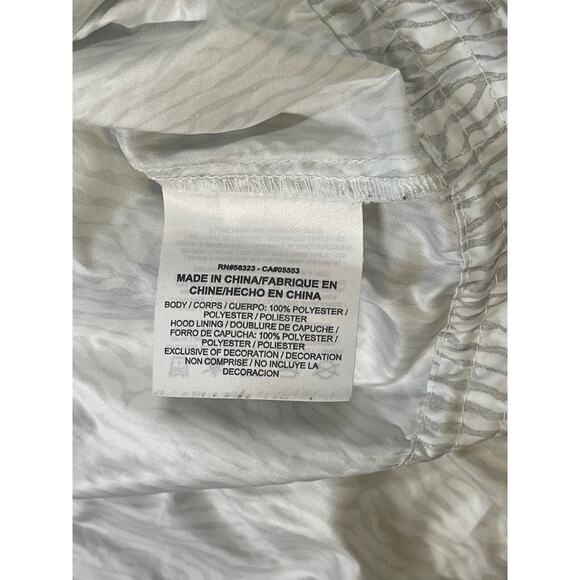 RN#56323 - CA#05553
MADE IN CHINA/FABRIQUE EN
CHINE/HECHO EN CHINA
BODY / CORPS / CUERPO: 100% POLYESTER /
POLYESTER / POLIESTER
HOOD LINING / DOUBLURE DE CAPUCHE /
FORRO DE CAPUCHA: 100% POLYESTER /
POLYESTER / POLIESTER
EXCLUSIVE OF DECORATION / DECORATION
NON COMPRISE / NO INCLUYE LA
DECORACION